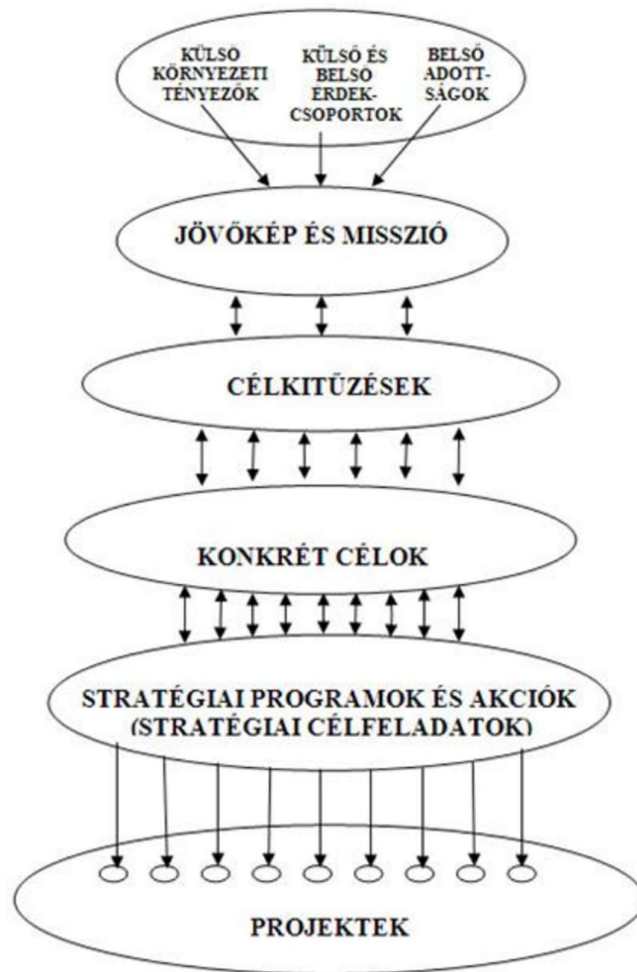 KÜLSŐ
KÖRNYEZETI
TÉNYEZŐK
KÜLSŐ ÉS
BELSŐ
ÉRDEK-
CSOPORTOK
BELSŐ
ADOTT-
SÁGOK
JÖVŐKÉP ÉS MISSZIÓ
CÉLKITŰZÉSEK
KONKRÉT CÉLOK
STRATÉGIAI PROGRAMOK ÉS AKCIÓK
(STRATÉGIAI CÉLFELADATOK)
PROJEKTEK